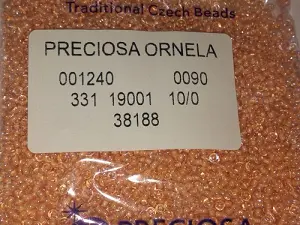 Traditional Czech Beads
PRECIOSA ORNELA
001240 0090
331 19001 10/0
38188
PRECIOSA